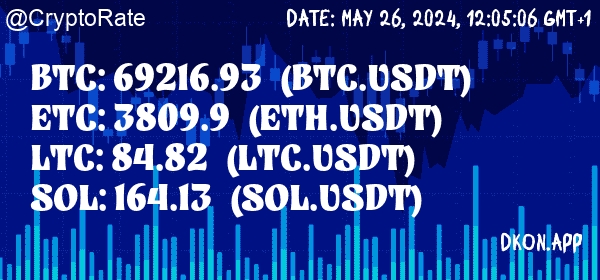 @CryptoRate
DATE: MAY 26, 2024, 12:05:06 GMT+1
BTC: 69216.93 (BTC.USDT)
ETC: 3809.9 (ETH.USDT)
LTC: 84.82 (LTC.USDT)
SOL: 164.13 (SOL.USDT)
DKON.APP